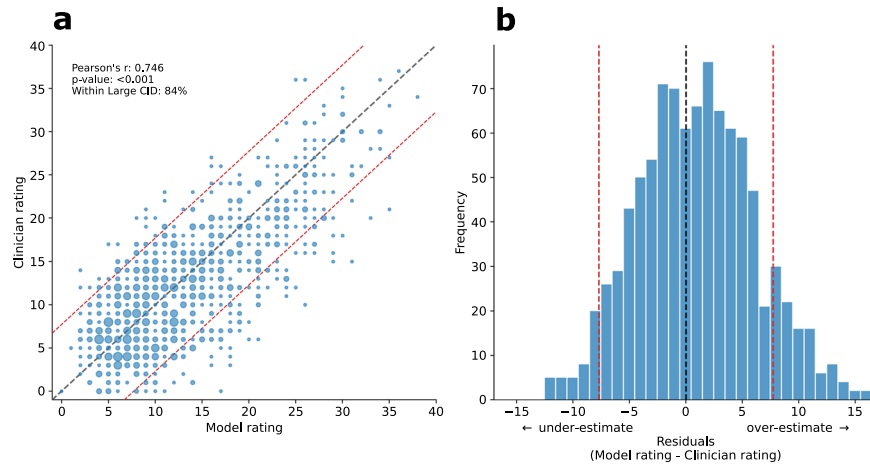 a
40
35
30
25
20
15
10
5
0
Clinician rating
Pearson's r: 0.746
p-value: <0.001
Within Large CID: 84%
0 5 10 15 20 25 30 35 40
Model rating
b
70
60
50
40
30
20
10
0
Frequency
−15 −10 −5 0 5 10 15
← under-estimate over-estimate →
Residuals
(Model rating - Clinician rating)